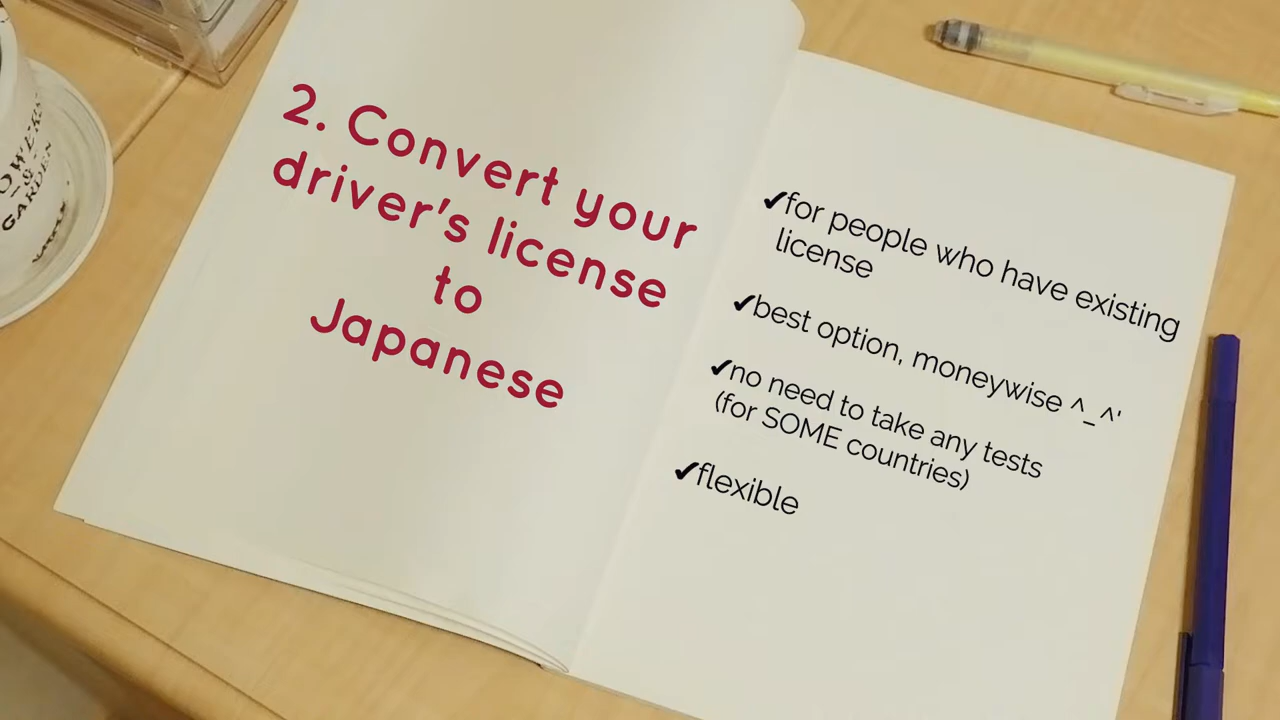 2. Convert your
driver's license
to
Japanese
✔for people who have existing
license
✔best option, moneywise ^_^'
✔no need to take any tests
(for SOME countries)
✔flexible
GARDEN